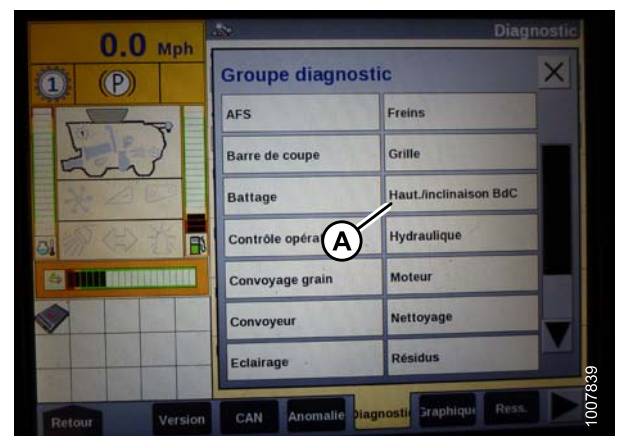 0.0 Mph
Diagnostic
1
(P)
Groupe diagnostic
X
AFS
Freins
Barre de coupe
Grille
Battage
Haut./inclinaison BdC
Contrôle opéra
A
Hydraulique
Convoyage grain
Moteur
Convoyeur
Nettoyage
Eclairage
Résidus
Retour
Version
CAN
Anomalie
Diagnosti
Graphique
Ress.
1007839